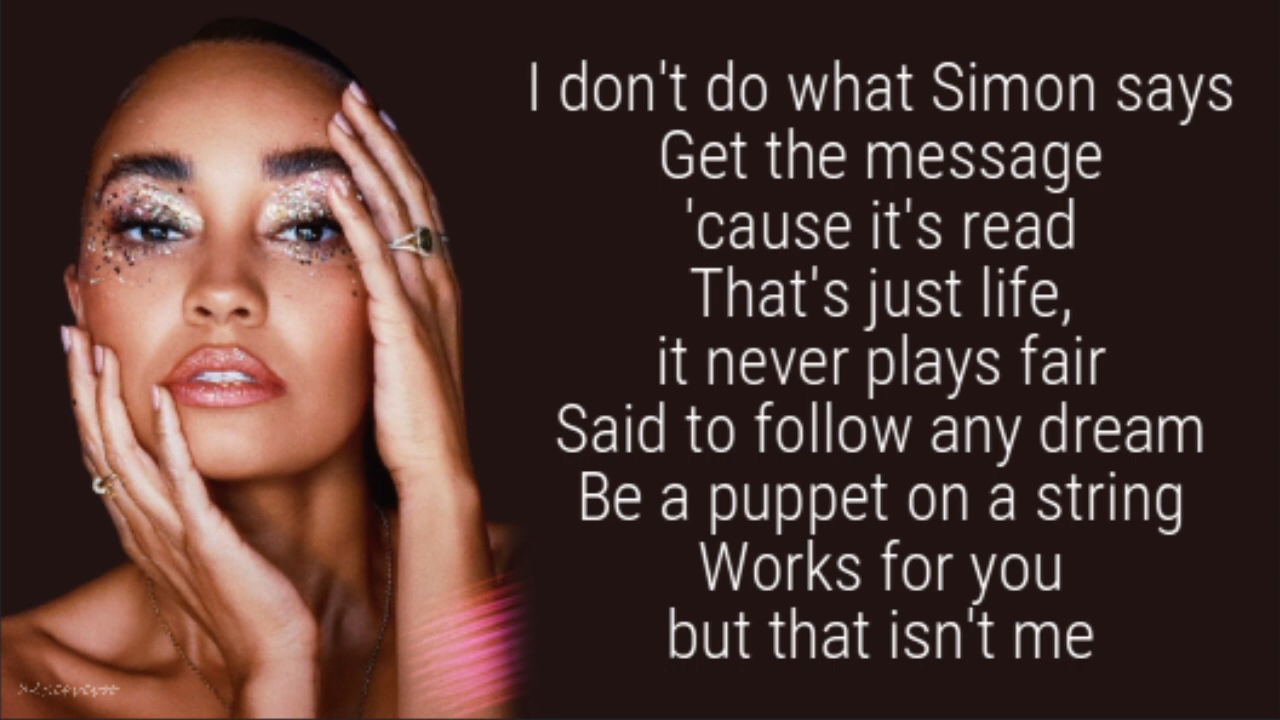 I don't do what Simon says
Get the message
'cause it's read
That's just life,
it never plays fair
Said to follow any dream
Be a puppet on a string
Works for you
but that isn't me